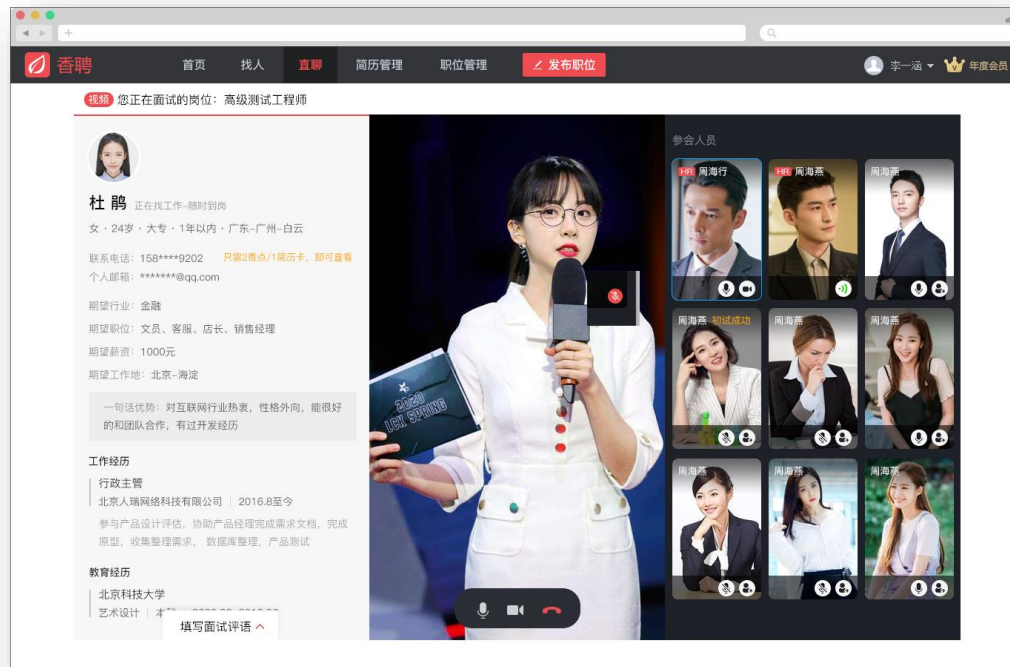 香聘
首页
找人
直聊
简历管理
职位管理
发布职位
李一涵
年度会员
视频 您正在面试的岗位：高级测试工程师
杜 鹃 正在找工作-随时到岗
女·24岁·大专·1年以内·广东-广州-白云
联系电话：158****9202 只需2香点/1简历卡，即可查看
个人邮箱：*******@qq.com
期望行业：金融
期望职位：文员、客服、店长、销售经理
期望薪资：1000元
期望工作地：北京-海淀
一句话优势：对互联网行业热衷，性格外向，能很好
的和团队合作，有过开发经历
工作经历
行政主管
北京人瑞网络科技有限公司 | 2016.8至今
参与产品设计评估，协助产品经理完成需求文档，完成
原型，收集整理需求， 数据库整理，产品测试
教育经历
北京科技大学
艺术设计
填写面试评语
2020
LCK SPRING
参会人员
HR 周海行
HR 周海燕
周海燕
周海燕 初试成功
周海燕
周海燕
周海燕
周海燕
周海燕